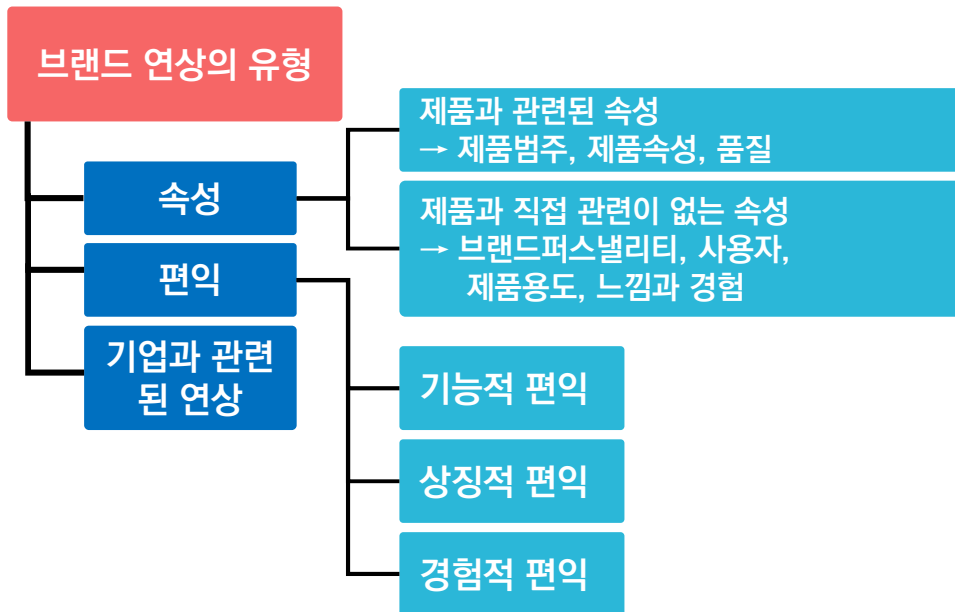 브랜드 연상의 유형
제품과 관련된 속성
→ 제품범주, 제품속성, 품질
속성
제품과 직접 관련이 없는 속성
→ 브랜드퍼스낼리티, 사용자,
제품용도, 느낌과 경험
편익
기업과 관련
된 연상
기능적 편익
상징적 편익
경험적 편익